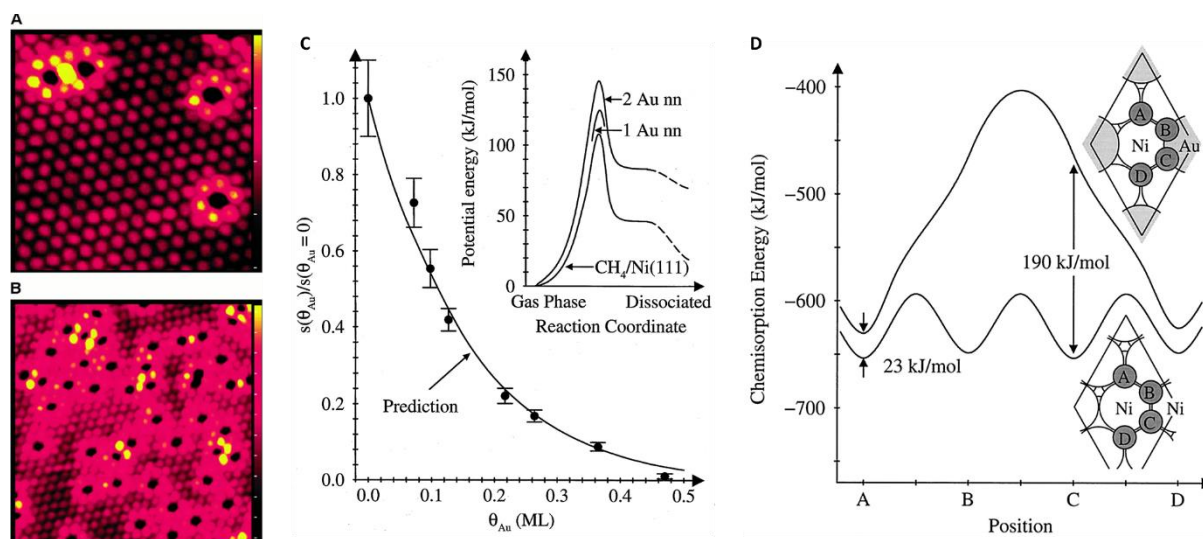 A
B
C
s(θAu)/s(θAu = 0)
1.0
0.8
0.6
0.4
0.2
0.0
0.0 0.1 0.2 0.3 0.4 0.5
θAu (ML)
Prediction
Potential energy (kJ/mol)
150
100
50
0
2 Au nn
1 Au nn
CH4/Ni(111)
Gas Phase Dissociated
Reaction Coordinate
D
Chemisorption Energy (kJ/mol)
−400
−500
−600
−700
190 kJ/mol
23 kJ/mol
A
B
Ni Au
C
D
A
B
Ni Ni
C
D
A B C D
Position